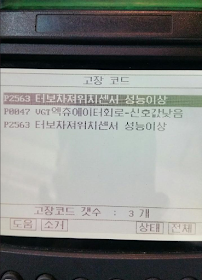 고장 코드
P2563 터보차져위치센서 성능이상
P0047 VGT액츄에이터회로-신호값낮음
P2563 터보차져위치센서 성능이상
고장코드 갯수 : 3 개
도움 소거 상태 전체